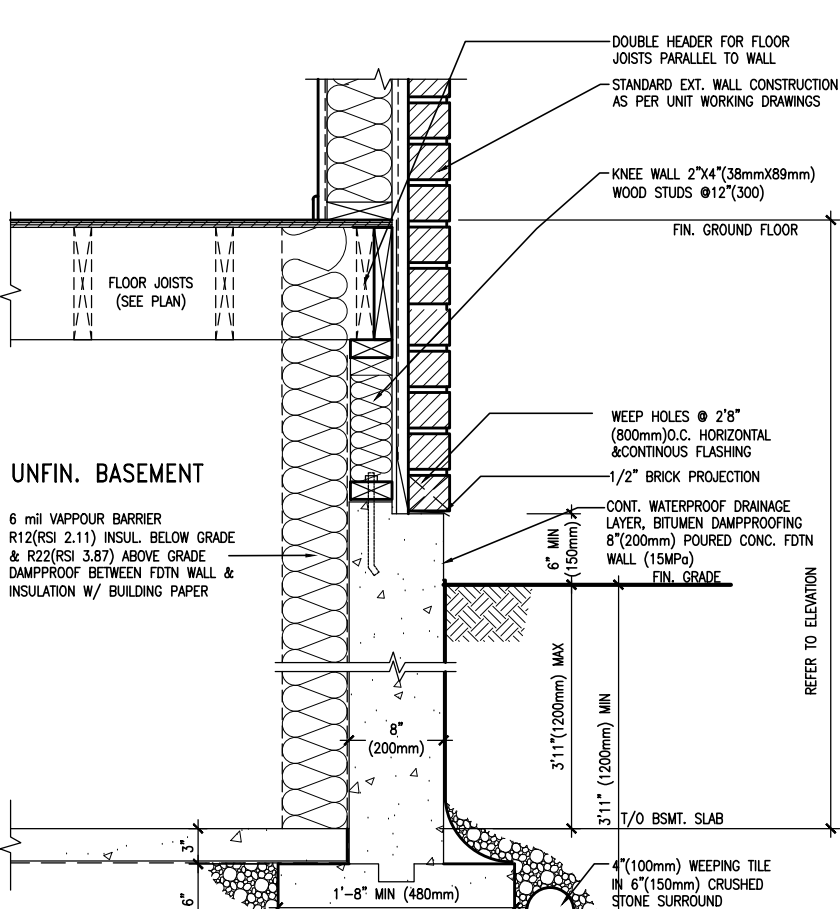 DOUBLE HEADER FOR FLOOR
JOISTS PARALLEL TO WALL
STANDARD EXT. WALL CONSTRUCTION
AS PER UNIT WORKING DRAWINGS
KNEE WALL 2"X4"(38mmX89mm)
WOOD STUDS @12"(300)
FIN. GROUND FLOOR
FLOOR JOISTS
(SEE PLAN)
WEEP HOLES @ 2'8"
(800mm)O.C. HORIZONTAL
&CONTINOUS FLASHING
1/2" BRICK PROJECTION
UNFIN. BASEMENT
6 mil VAPPOUR BARRIER
R12(RSI 2.11) INSUL. BELOW GRADE
& R22(RSI 3.87) ABOVE GRADE
DAMPPROOF BETWEEN FDTN WALL &
INSULATION W/ BUILDING PAPER
CONT. WATERPROOF DRAINAGE
LAYER, BITUMEN DAMPPROOFING
8"(200mm) POURED CONC. FDTN
WALL (15MPa)
FIN. GRADE
6" MIN
(150mm)
REFER TO ELEVATION
3'11"(1200mm) MAX
3'11" (1200mm) MIN
8"
(200mm)
T/O BSMT. SLAB
3"
6"
1'-8" MIN (480mm)
4"(100mm) WEEPING TILE
IN 6"(150mm) CRUSHED
STONE SURROUND